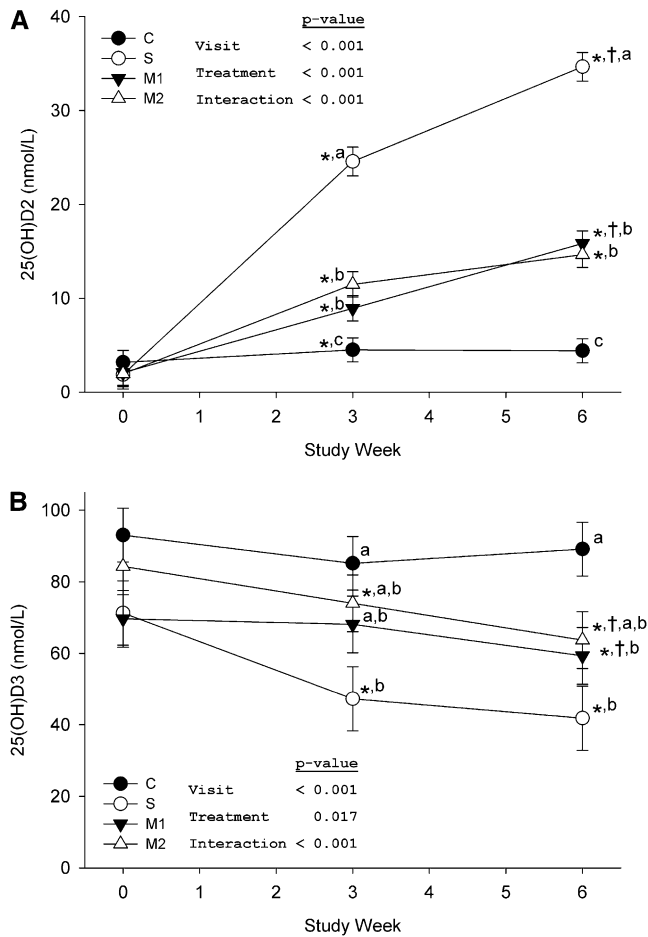 A
C
S
M1
M2
p-value
Visit < 0.001
Treatment < 0.001
Interaction < 0.001
25(OH)D2 (nmol/L)
40
30
20
10
0
*,†,a
*,a
*,†,b
*,b
*,b
*,b
*,c
c
0 1 2 3 4 5 6
Study Week
B
25(OH)D3 (nmol/L)
100
80
60
40
20
0
a
a
*,a,b
a,b
*,†,a,b
*,†,b
*,b
*,b
C
S
M1
M2
p-value
Visit < 0.001
Treatment 0.017
Interaction < 0.001
0 1 2 3 4 5 6
Study Week